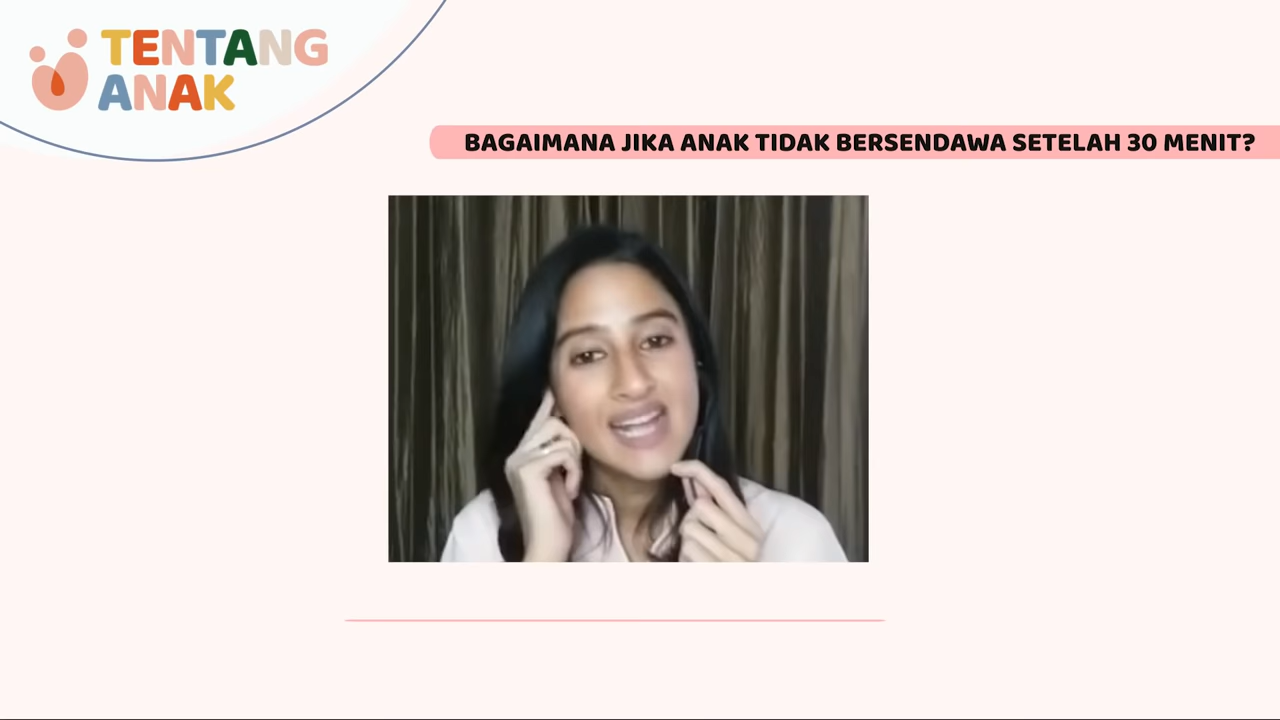 TENTANG
ANAK
BAGAIMANA JIKA ANAK TIDAK BERSENDAWA SETELAH 30 MENIT?